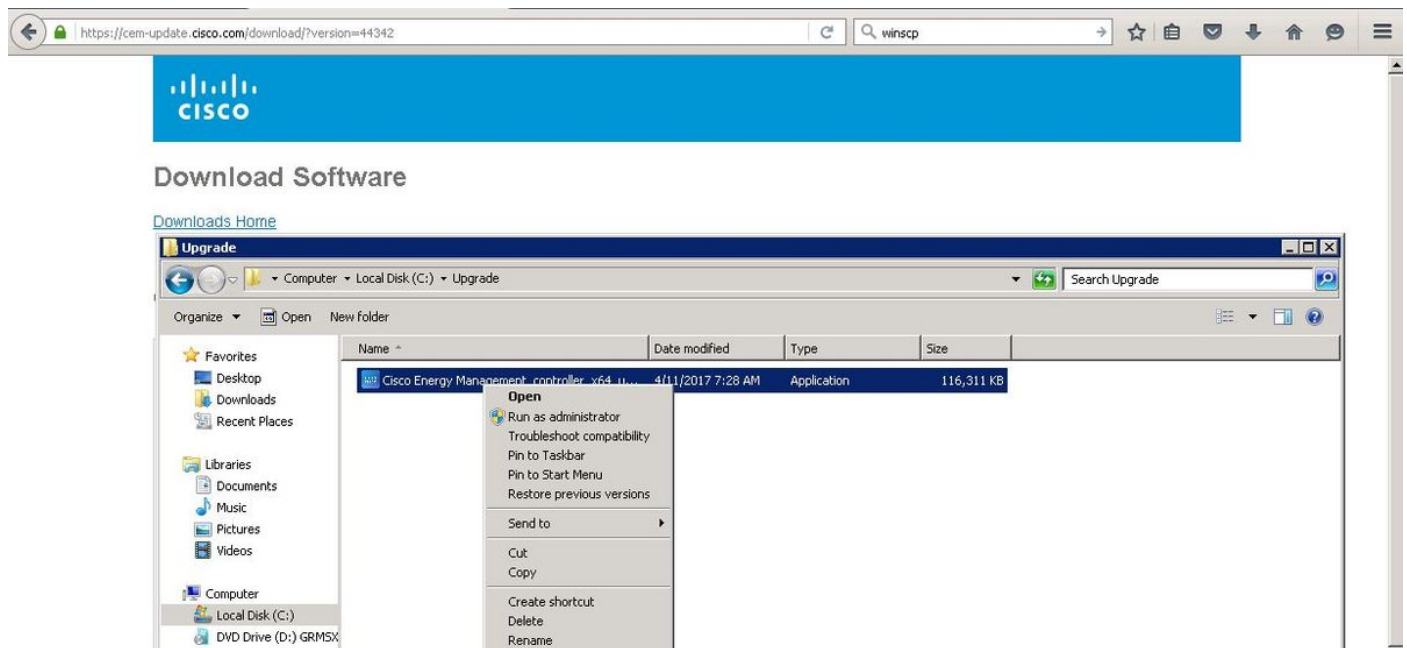 https://cem-update.cisco.com/download/?version=44342
winscp
CISCO
Download Software
Downloads Home
Upgrade
Computer
Local Disk (C:)
Upgrade
Search Upgrade
Organize
Open
New folder
Favorites
Desktop
Downloads
Recent Places
Libraries
Documents
Music
Pictures
Videos
Computer
Local Disk (C:)
DVD Drive (D:) GRMSX
Name
Date modified
Type
Size
Cisco Energy Management_controller_x64_u... 4/11/2017 7:28 AM Application 116,311 KB
Open
Run as administrator
Troubleshoot compatibility
Pin to Taskbar
Pin to Start Menu
Restore previous versions
Send to
Cut
Copy
Create shortcut
Delete
Rename